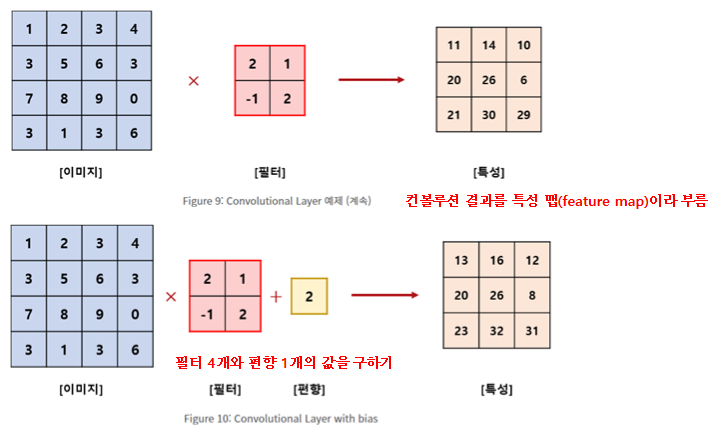 1 2 3 4
3 5 6 3
7 8 9 0
3 1 3 6
[이미지]
×
2 1
-1 2
[필터]
11 14 10
20 26 6
21 30 29
[특성]
Figure 9: Convolutional Layer 예제 (계속)
컨볼루션 결과를 특성 맵(feature map)이라 부름
1 2 3 4
3 5 6 3
7 8 9 0
3 1 3 6
[이미지]
×
2 1
-1 2
[필터]
+
2
[편향]
13 16 12
20 26 8
23 32 31
[특성]
필터 4개와 편향 1개의 값을 구하기
Figure 10: Convolutional Layer with bias